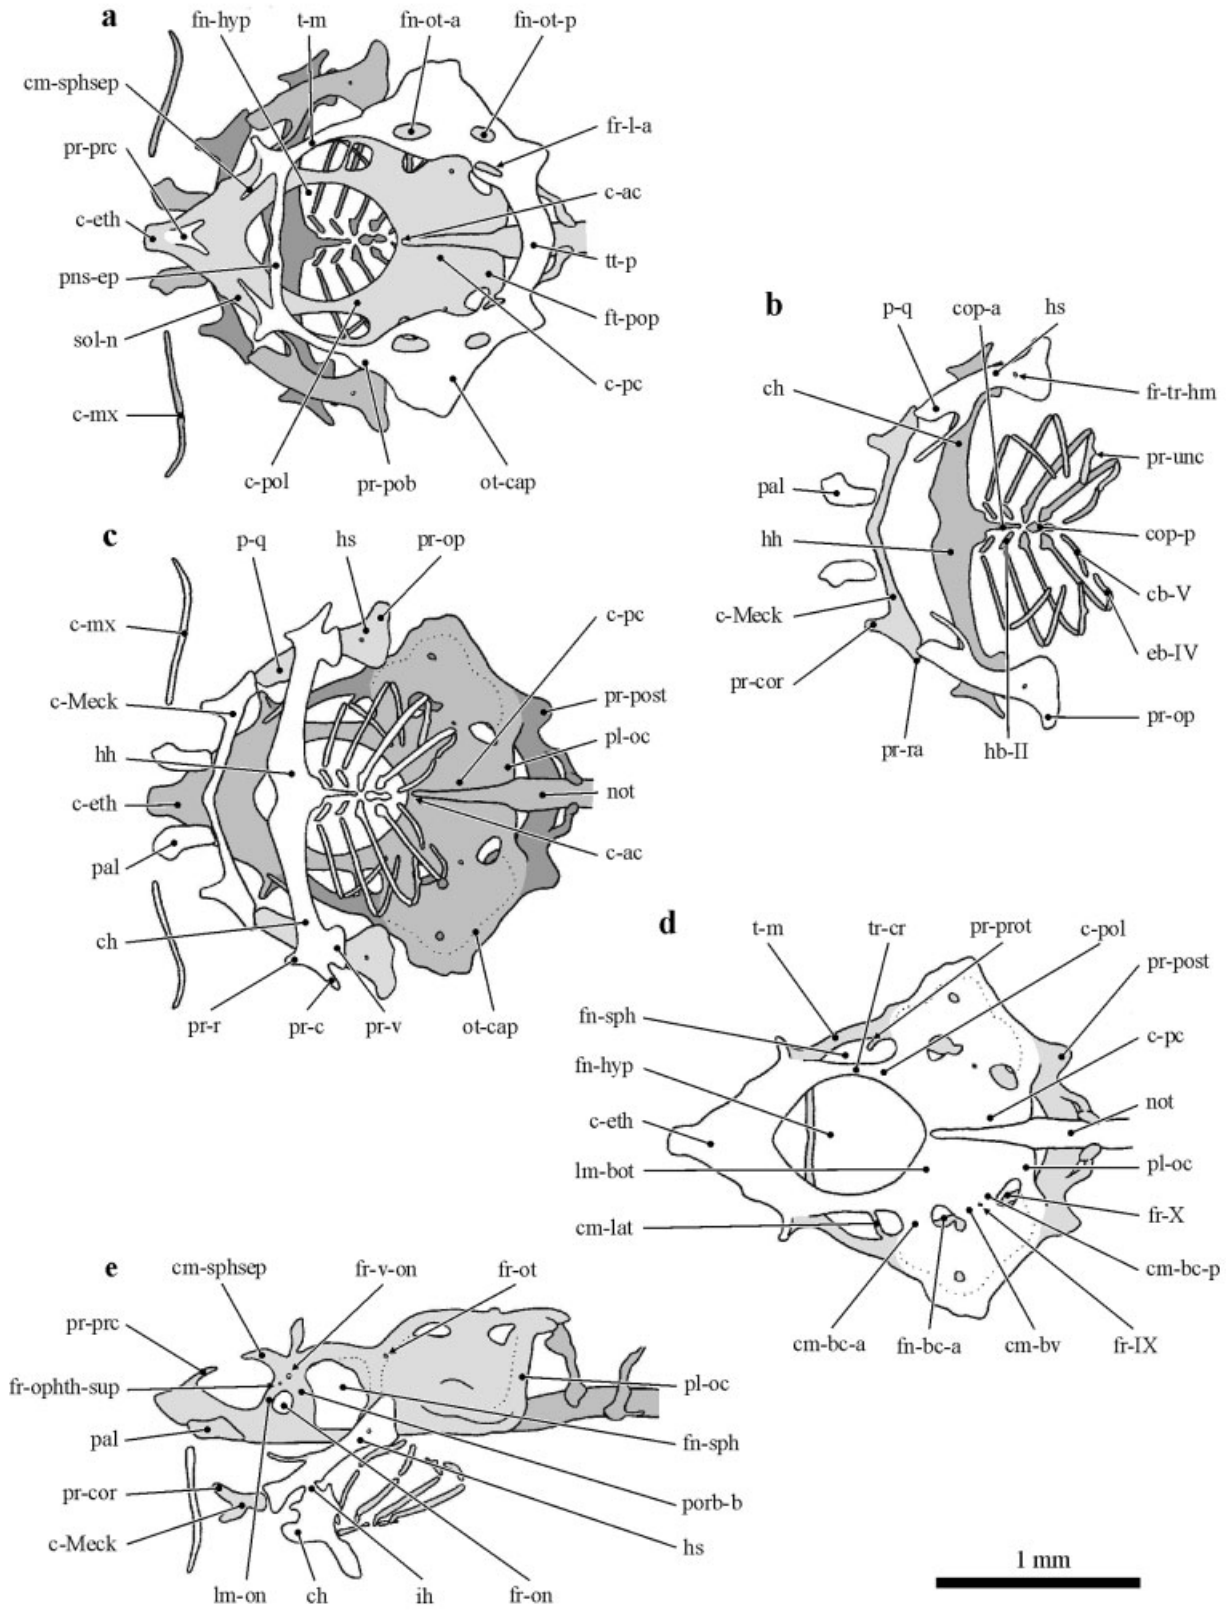 a
fn-hyp
t-m
fn-ot-a
fn-ot-p
cm-sphsep
pr-prc
c-eth
pns-ep
sol-n
c-mx
fr-l-a
c-ac
tt-p
ft-pop
c-pc
c-pol
pr-pob
ot-cap
b
p-q
cop-a
hs
ch
pal
hh
c-Meck
pr-cor
fr-tr-hm
pr-unc
cop-p
cb-V
eb-IV
pr-op
pr-ra
hb-II
c
p-q
hs
pr-op
c-mx
c-Meck
hh
c-eth
pal
ch
c-pc
pr-post
pl-oc
not
c-ac
pr-r
pr-c
pr-v
ot-cap
d
t-m
tr-cr
pr-prot
c-pol
fn-sph
fn-hyp
c-eth
lm-bot
cm-lat
pr-post
c-pc
not
pl-oc
fr-X
cm-bc-p
cm-bc-a
fn-bc-a
cm-bv
fr-IX
e
cm-sphsep
fr-v-on
fr-ot
pr-prc
fr-ophth-sup
pal
pr-cor
c-Meck
pl-oc
fn-sph
porb-b
hs
lm-on
ch
ih
fr-on
1 mm